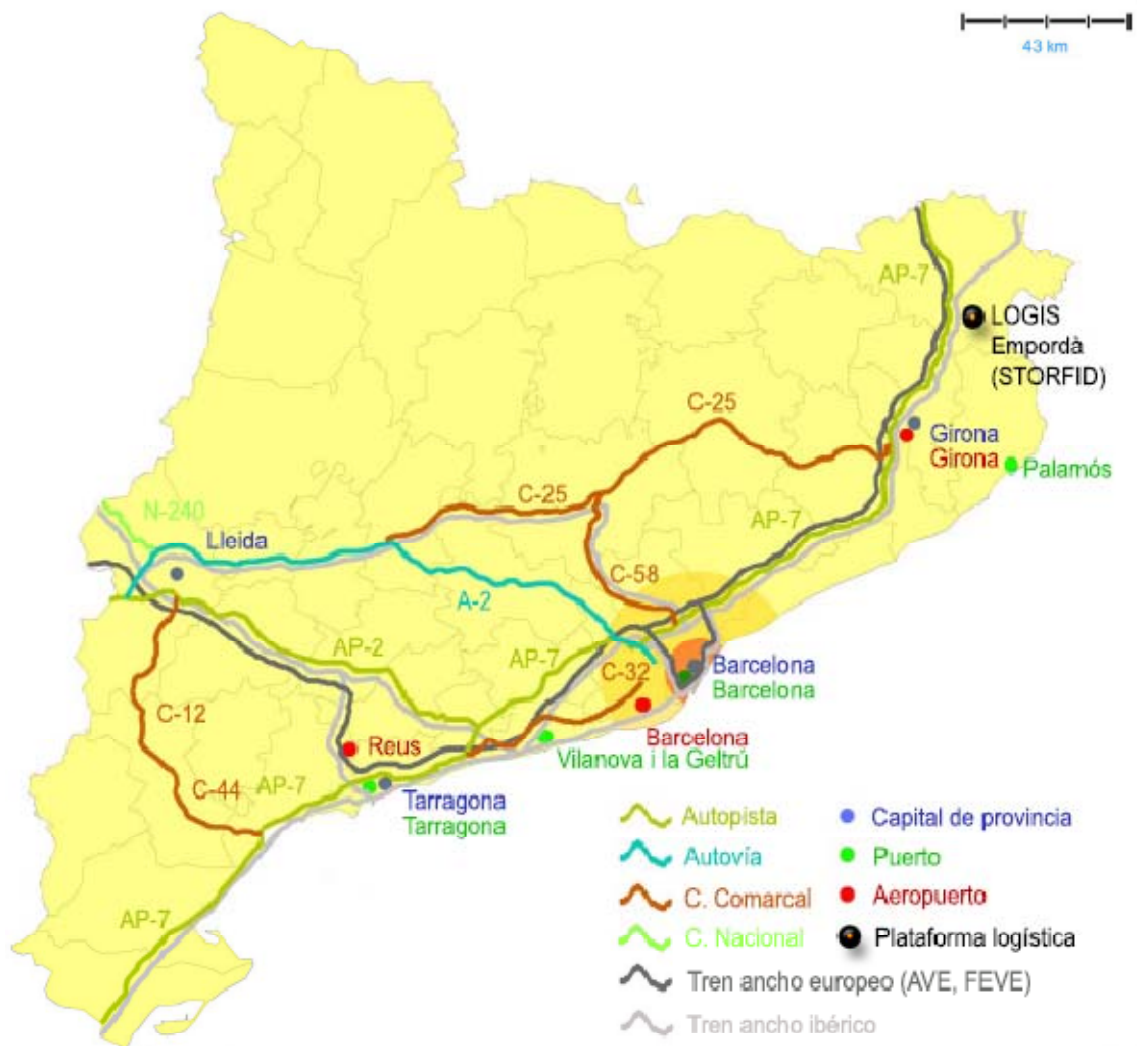 43 km
AP-7
LOGIS
Empordà
(STORFID)
C-25
Girona
Girona
Palamós
C-25
AP-7
N-240
Lleida
C-58
A-2
AP-2
AP-7
C-32
Barcelona
Barcelona
C-12
Reus
Barcelona
Vilanova i la Geltrú
C-44
AP-7
Tarragona
Tarragona
AP-7
Autopista
Capital de provincia
Autovía
Puerto
C. Comarcal
Aeropuerto
C. Nacional
Plataforma logística
Tren ancho europeo (AVE, FEVE)
Tren ancho ibérico